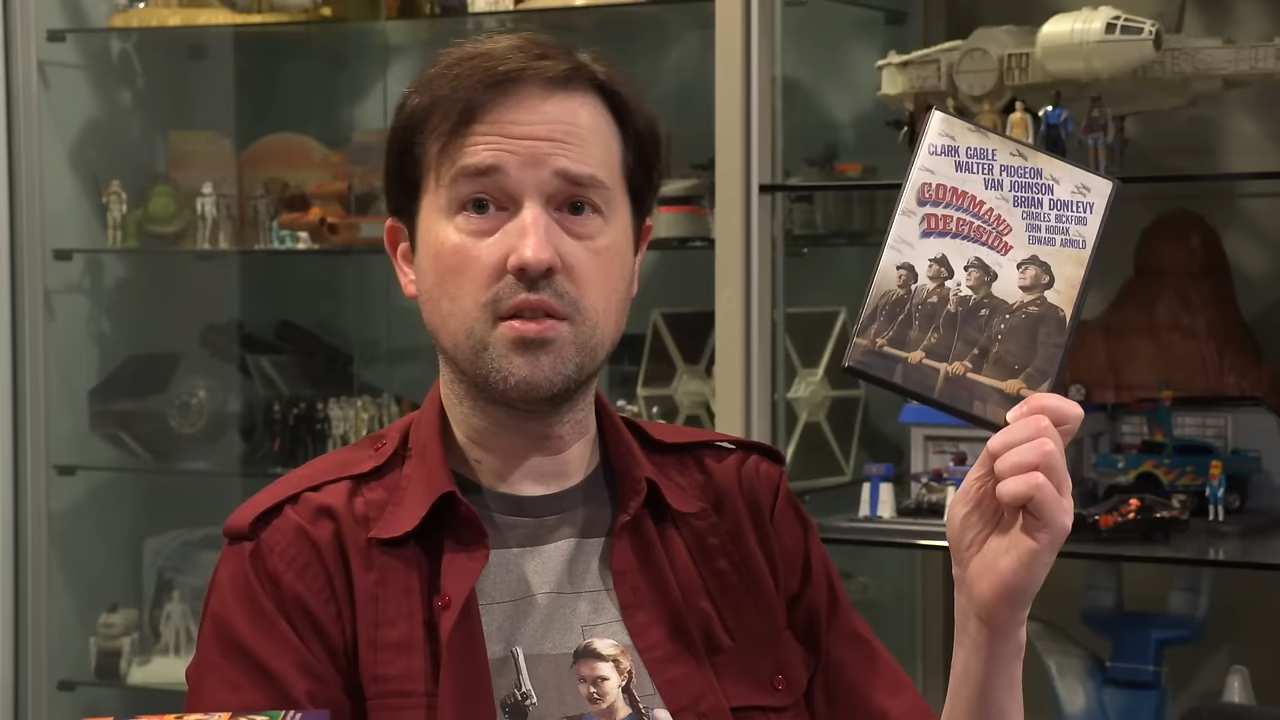 CLARK GABLE
WALTER PIDGEON
VAN JOHNSON
BRIAN DONLEVY
CHARLES BICKFORD
JOHN HODIAK
EDWARD ARNOLD
COMMAND
DECISION